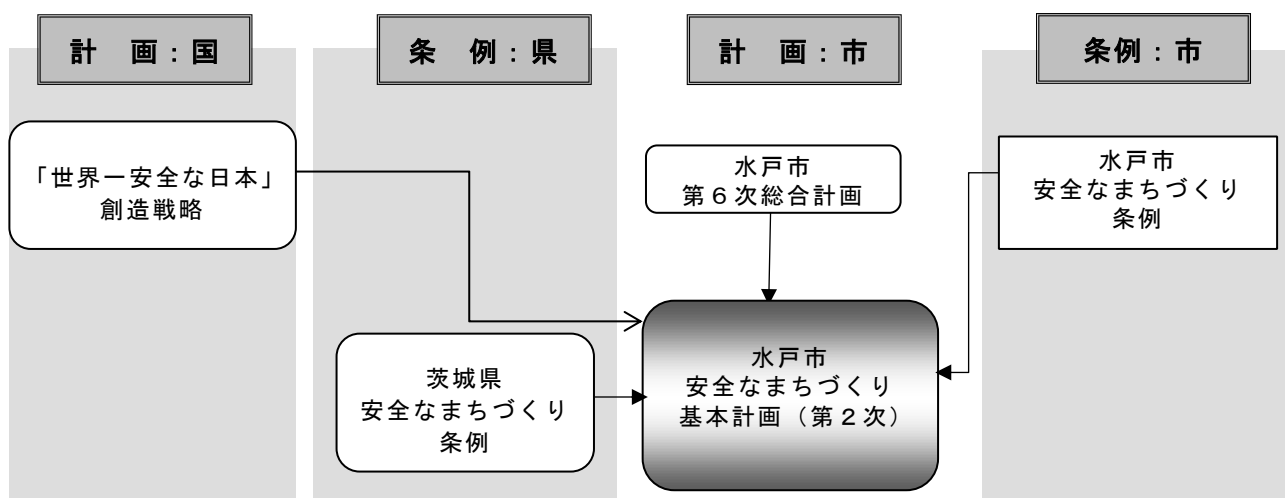 計 画：国
条 例：県
計 画：市
条例：市
「世界一安全な日本」
創造戦略
水戸市
第６次総合計画
水戸市
安全なまちづくり
条例
茨城県
安全なまちづくり
条例
水戸市
安全なまちづくり
基本計画（第２次）